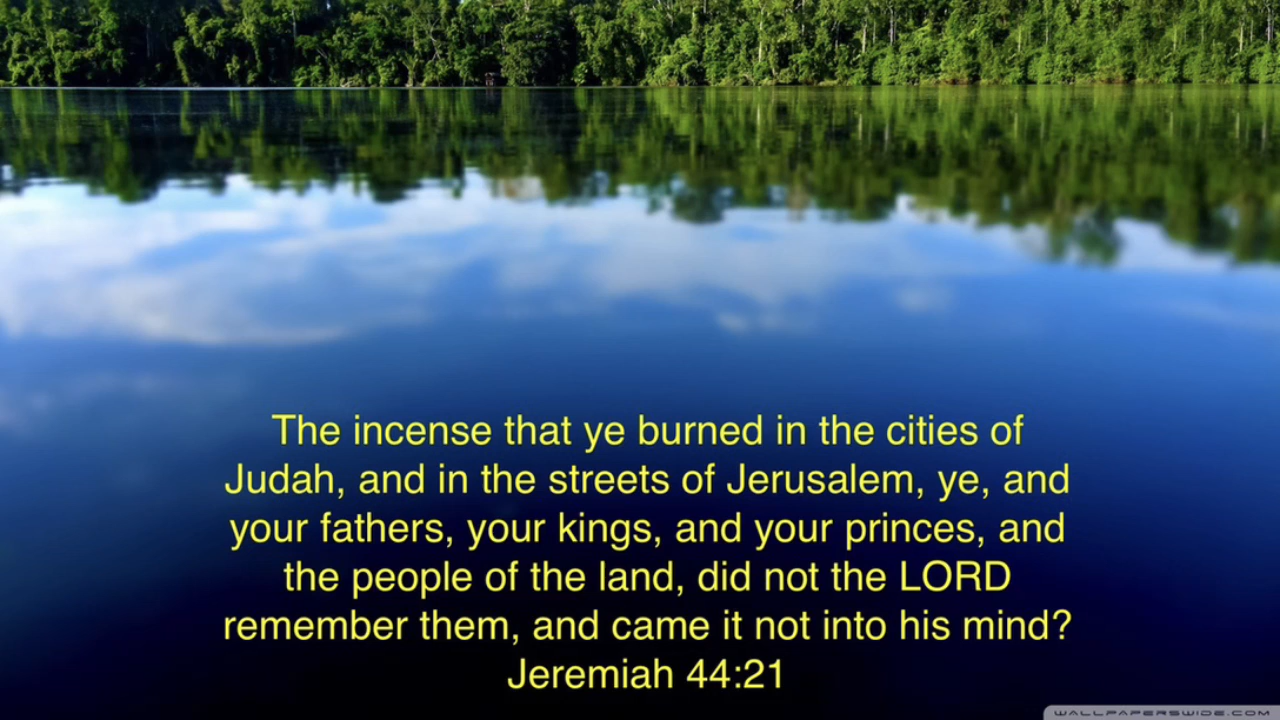 The incense that ye burned in the cities of
Judah, and in the streets of Jerusalem, ye, and
your fathers, your kings, and your princes, and
the people of the land, did not the LORD
remember them, and came it not into his mind?
Jeremiah 44:21
WALLPAPERSWIDE.COM